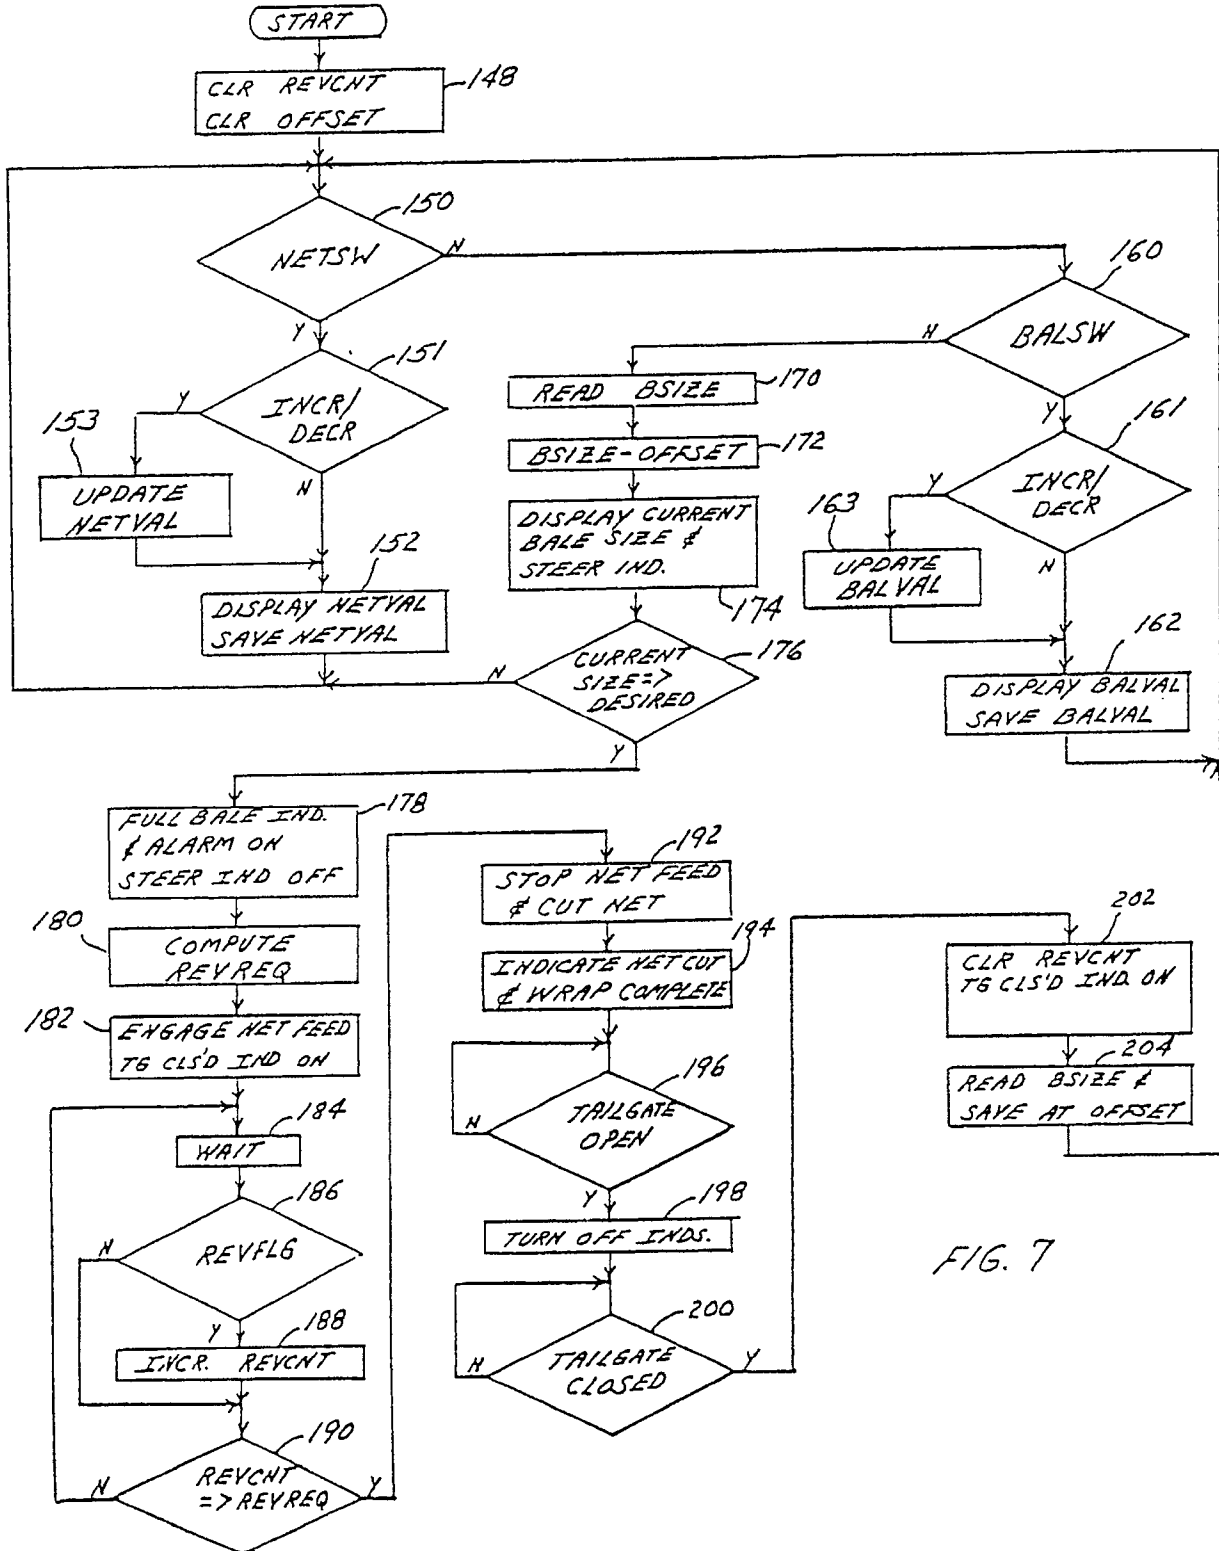 START
CLR REVCNT
CLR OFFSET
148
150
NETSW
N
Y
151
INCR/
DECR
Y
N
153
UPDATE
NETVAL
152
DISPLAY NETVAL
SAVE NETVAL
160
BALSW
N
Y
161
INCR/
DECR
Y
N
163
UPDATE
BALVAL
162
DISPLAY BALVAL
SAVE BALVAL
READ BSIZE
170
BSIZE-OFFSET
172
DISPLAY CURRENT
BALE SIZE &
STEER IND.
174
176
CURRENT
SIZE=>
DESIRED
N
Y
FULL BALE IND.
& ALARM ON
STEER IND OFF
178
180
COMPUTE
REVREQ
182
ENGAGE NET FEED
TG CLS'D IND ON
184
WAIT
186
REVFLG
N
Y
188
INCR. REVCNT
190
REVCNT
=> REVREQ
N
Y
192
STOP NET FEED
& CUT NET
194
INDICATE NET CUT
& WRAP COMPLETE
196
TAILGATE
OPEN
N
Y
198
TURN OFF INDS.
200
TAILGATE
CLOSED
N
Y
202
CLR REVCNT
TG CLS'D IND. ON
204
READ BSIZE &
SAVE AT OFFSET
FIG. 7